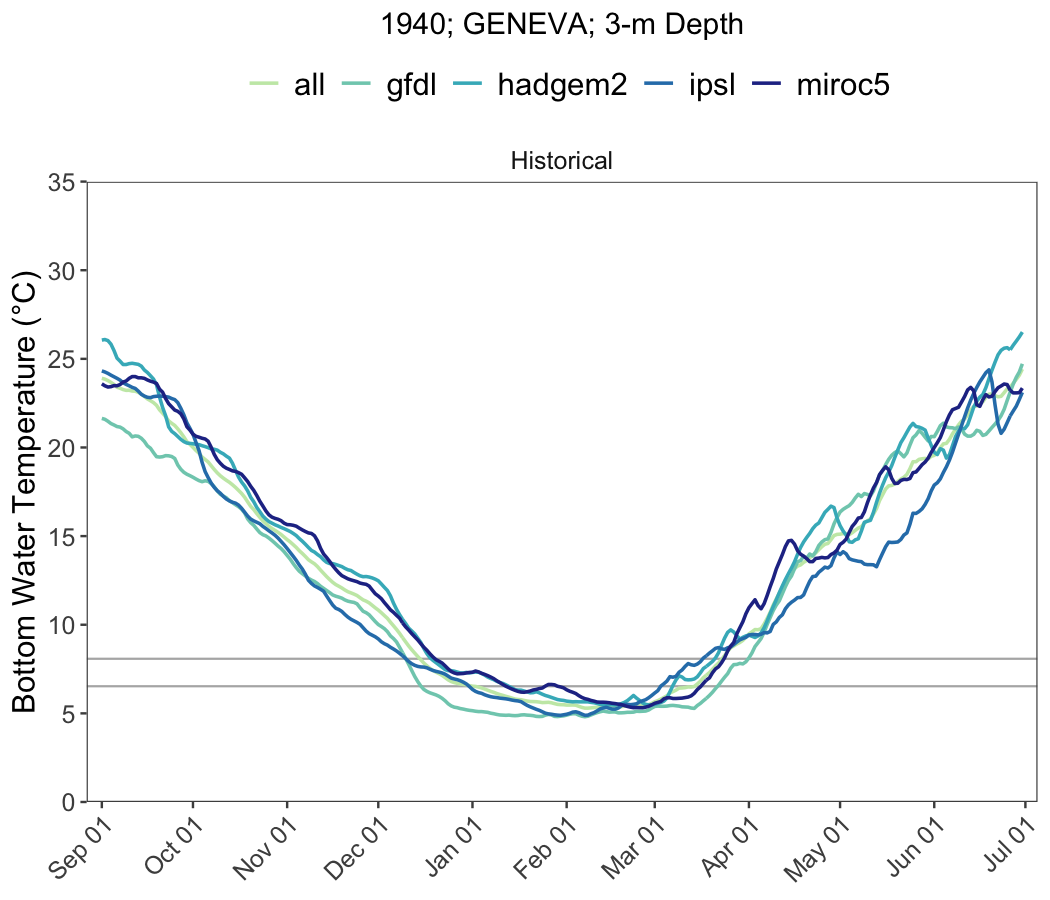 1940; GENEVA; 3-m Depth
all gfdl hadgem2 ipsl miroc5
Historical
Bottom Water Temperature (°C)
35
30
25
20
15
10
5
0
Sep 01 Oct 01 Nov 01 Dec 01 Jan 01 Feb 01 Mar 01 Apr 01 May 01 Jun 01 Jul 01